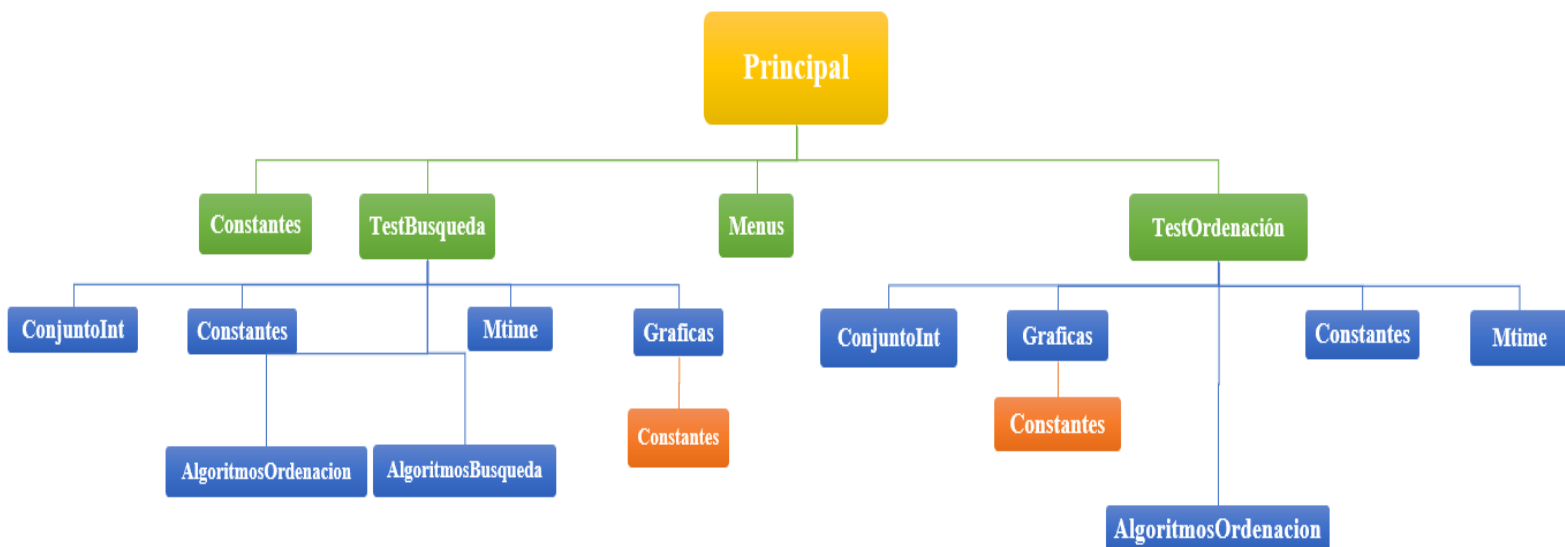 Principal
Constantes
TestBusqueda
Menus
TestOrdenación
ConjuntoInt
Constantes
Mtime
Graficas
ConjuntoInt
Graficas
Constantes
Mtime
Constantes
Constantes
AlgoritmosOrdenacion
AlgoritmosBusqueda
AlgoritmosOrdenacion